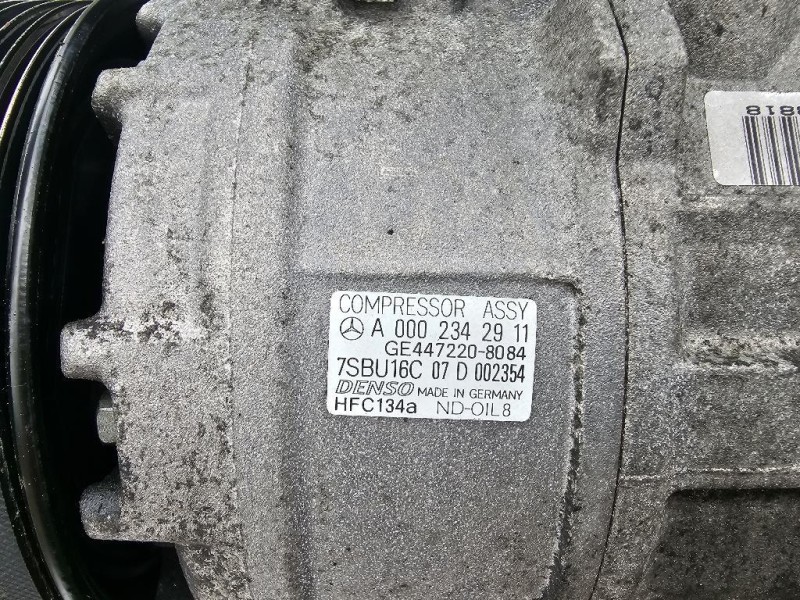 COMPRESSOR ASSY
A 000 234 29 11
GE447220-8084
7SBU16C 07 D 002354
DENSO MADE IN GERMANY
HFC134a ND-OIL8